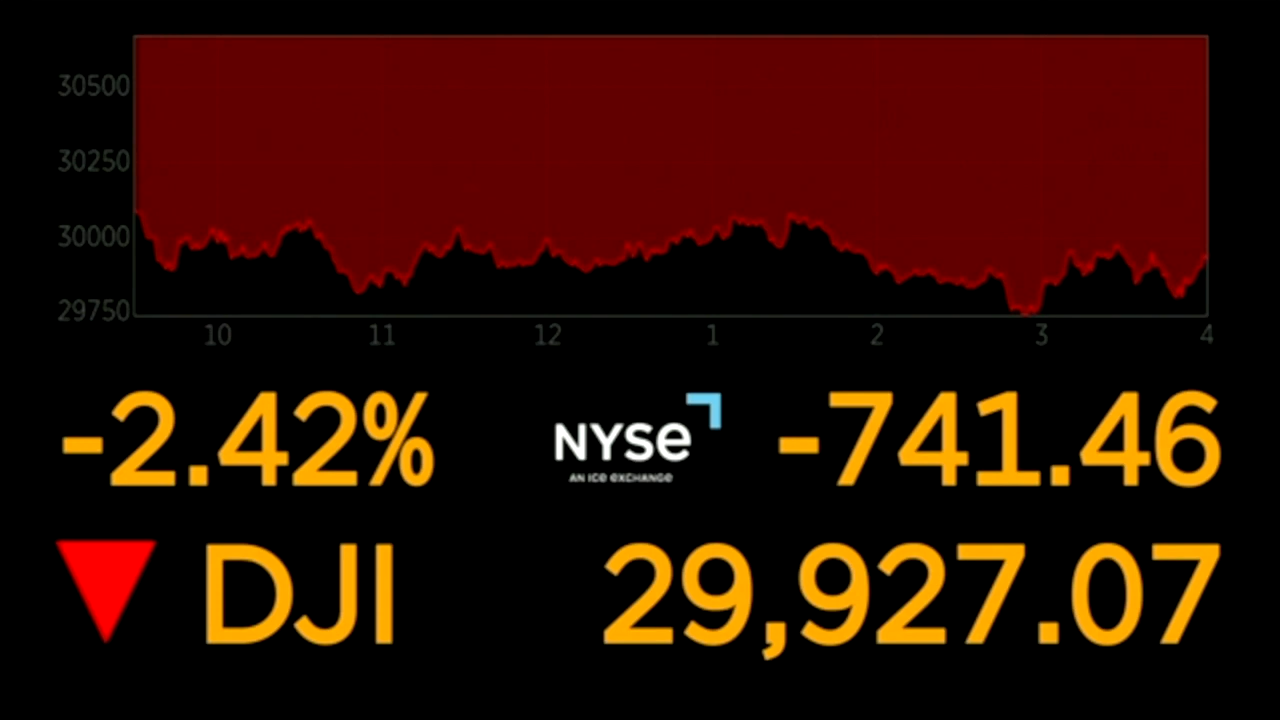 30500
30250
30000
29750
10 11 12 1 2 3 4
-2.42% NYSE -741.46
AN ICE EXCHANGE
DJI 29,927.07